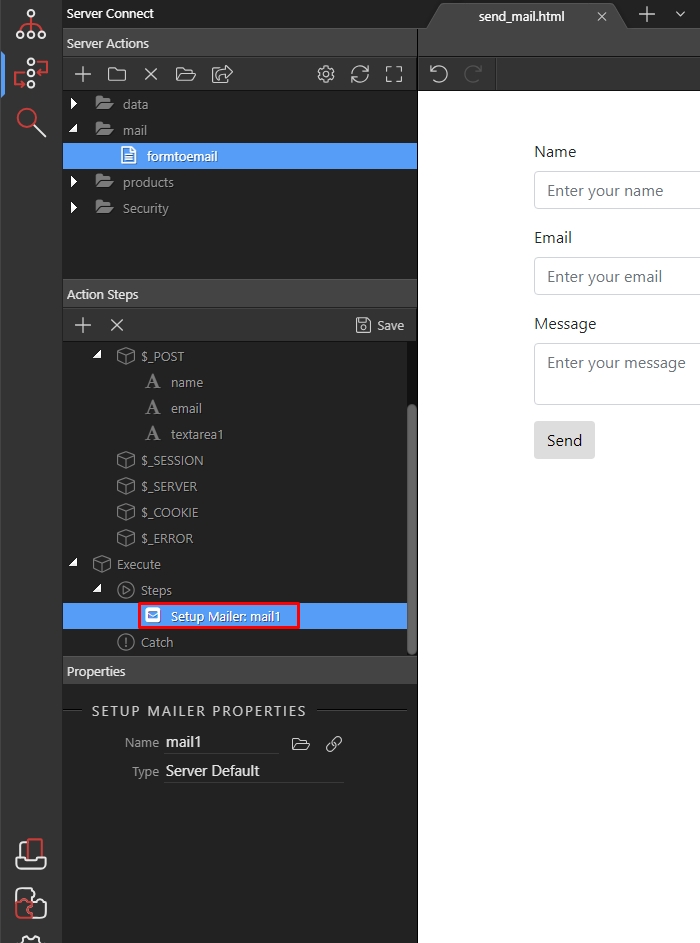 Server Connect
send_mail.html
Server Actions
data
mail
formtoemail
products
Security
Action Steps
Save
$_POST
name
email
textarea1
$_SESSION
$_SERVER
$_COOKIE
$_ERROR
Execute
Steps
Setup Mailer: mail1
Catch
Properties
SETUP MAILER PROPERTIES
Name mail1
Type Server Default
Name
Enter your name
Email
Enter your email
Message
Enter your message
Send